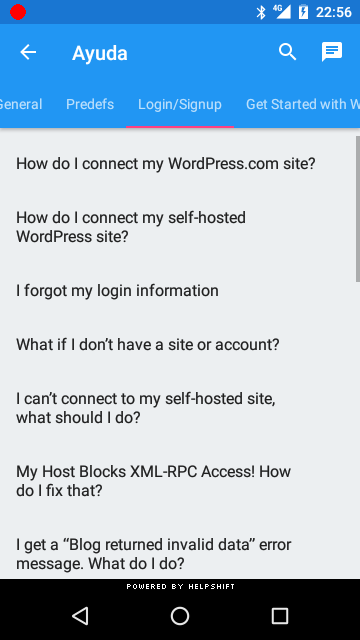 4G 22:56
Ayuda
General Predefs Login/Signup Get Started with W
How do I connect my WordPress.com site?
How do I connect my self-hosted
WordPress site?
I forgot my login information
What if I don’t have a site or account?
I can’t connect to my self-hosted site,
what should I do?
My Host Blocks XML-RPC Access! How
do I fix that?
I get a “Blog returned invalid data” error
message. What do I do?
POWERED BY HELPSHIFT